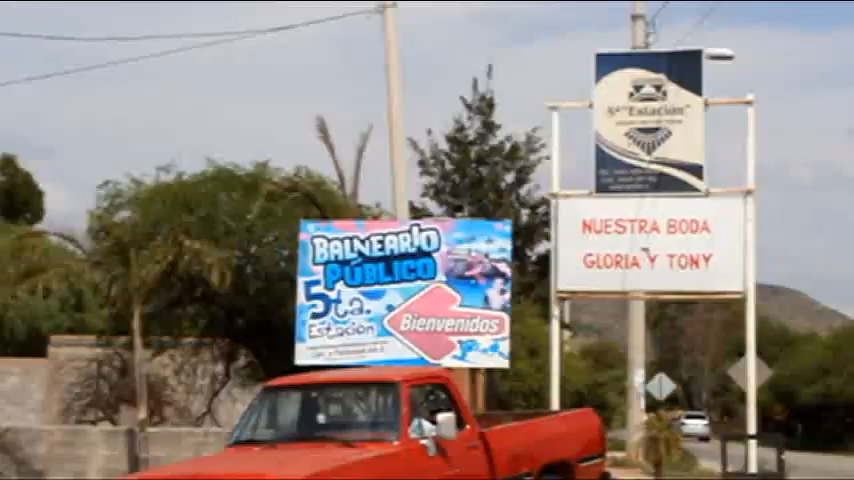 5ª "Estación"
NUESTRA BODA
GLORIA Y TONY
BALNEARIO
PÚBLICO
5ta.
Estación
Bienvenidos